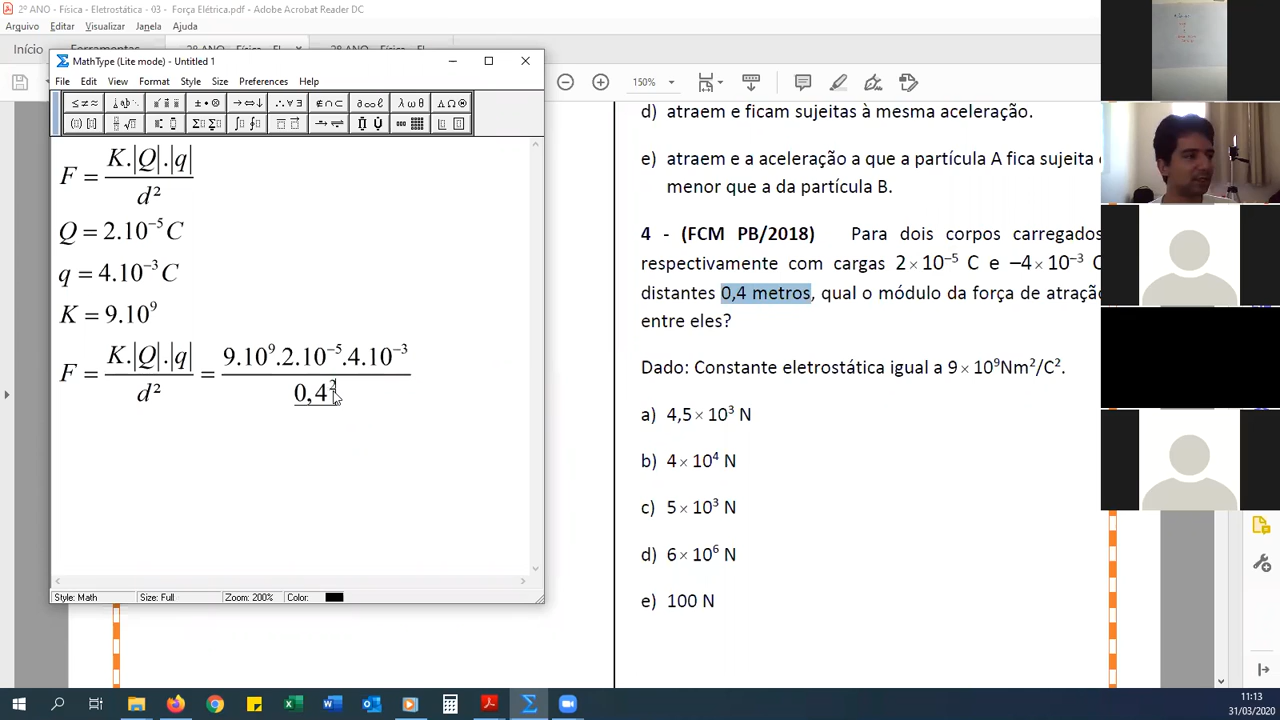 2º ANO - Física - Eletrostática - 03 - Força Elétrica.pdf - Adobe Acrobat Reader DC
Arquivo Editar Visualizar Janela Ajuda
Início Ferramentas
150%
MathType (Lite mode) - Untitled 1
File Edit View Format Style Size Preferences Help
F = K.|Q|.|q| / d²
Q = 2.10⁻⁵ C
q = 4.10⁻³ C
K = 9.10⁹
F = K.|Q|.|q| / d² = 9.10⁹.2.10⁻⁵.4.10⁻³ / 0,4²
Style: Math Size: Full Zoom: 200% Color:
d) atraem e ficam sujeitas à mesma aceleração.
e) atraem e a aceleração a que a partícula A fica sujeita
menor que a da partícula B.
4 - (FCM PB/2018) Para dois corpos carregados
respectivamente com cargas 2 × 10⁻⁵ C e –4 × 10⁻³ C
distantes 0,4 metros, qual o módulo da força de atração
entre eles?
Dado: Constante eletrostática igual a 9 × 10⁹Nm²/C².
a) 4,5 × 10³ N
b) 4 × 10⁴ N
c) 5 × 10³ N
d) 6 × 10⁶ N
e) 100 N
11:13
31/03/2020